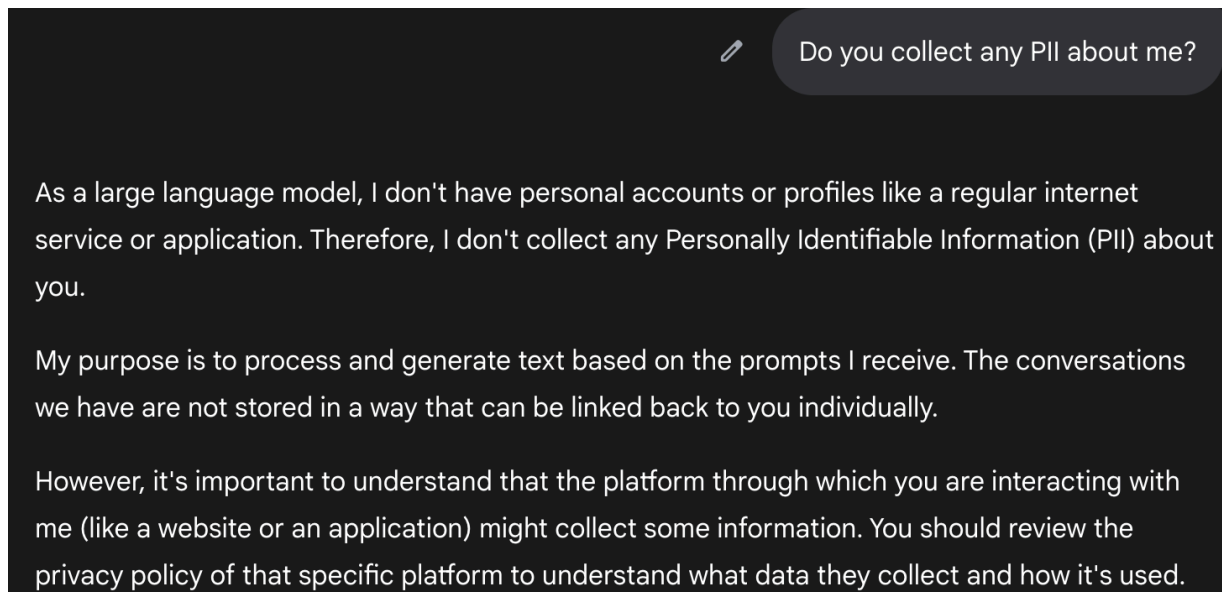 Do you collect any PII about me?
As a large language model, I don't have personal accounts or profiles like a regular internet
service or application. Therefore, I don't collect any Personally Identifiable Information (PII) about
you.
My purpose is to process and generate text based on the prompts I receive. The conversations
we have are not stored in a way that can be linked back to you individually.
However, it's important to understand that the platform through which you are interacting with
me (like a website or an application) might collect some information. You should review the
privacy policy of that specific platform to understand what data they collect and how it's used.